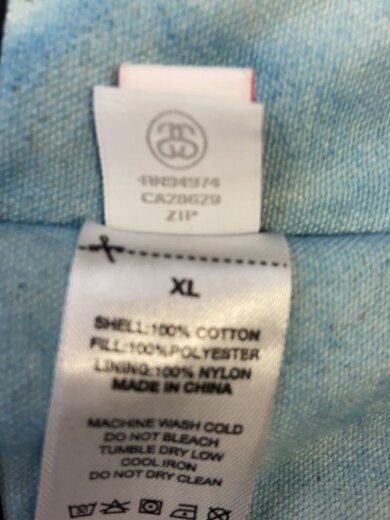 RN94974
CA28629
ZIP
XL
SHELL:100% COTTON
FILL:100%POLYESTER
LINING:100% NYLON
MADE IN CHINA
MACHINE WASH COLD
DO NOT BLEACH
TUMBLE DRY LOW
COOL IRON
DO NOT DRY CLEAN